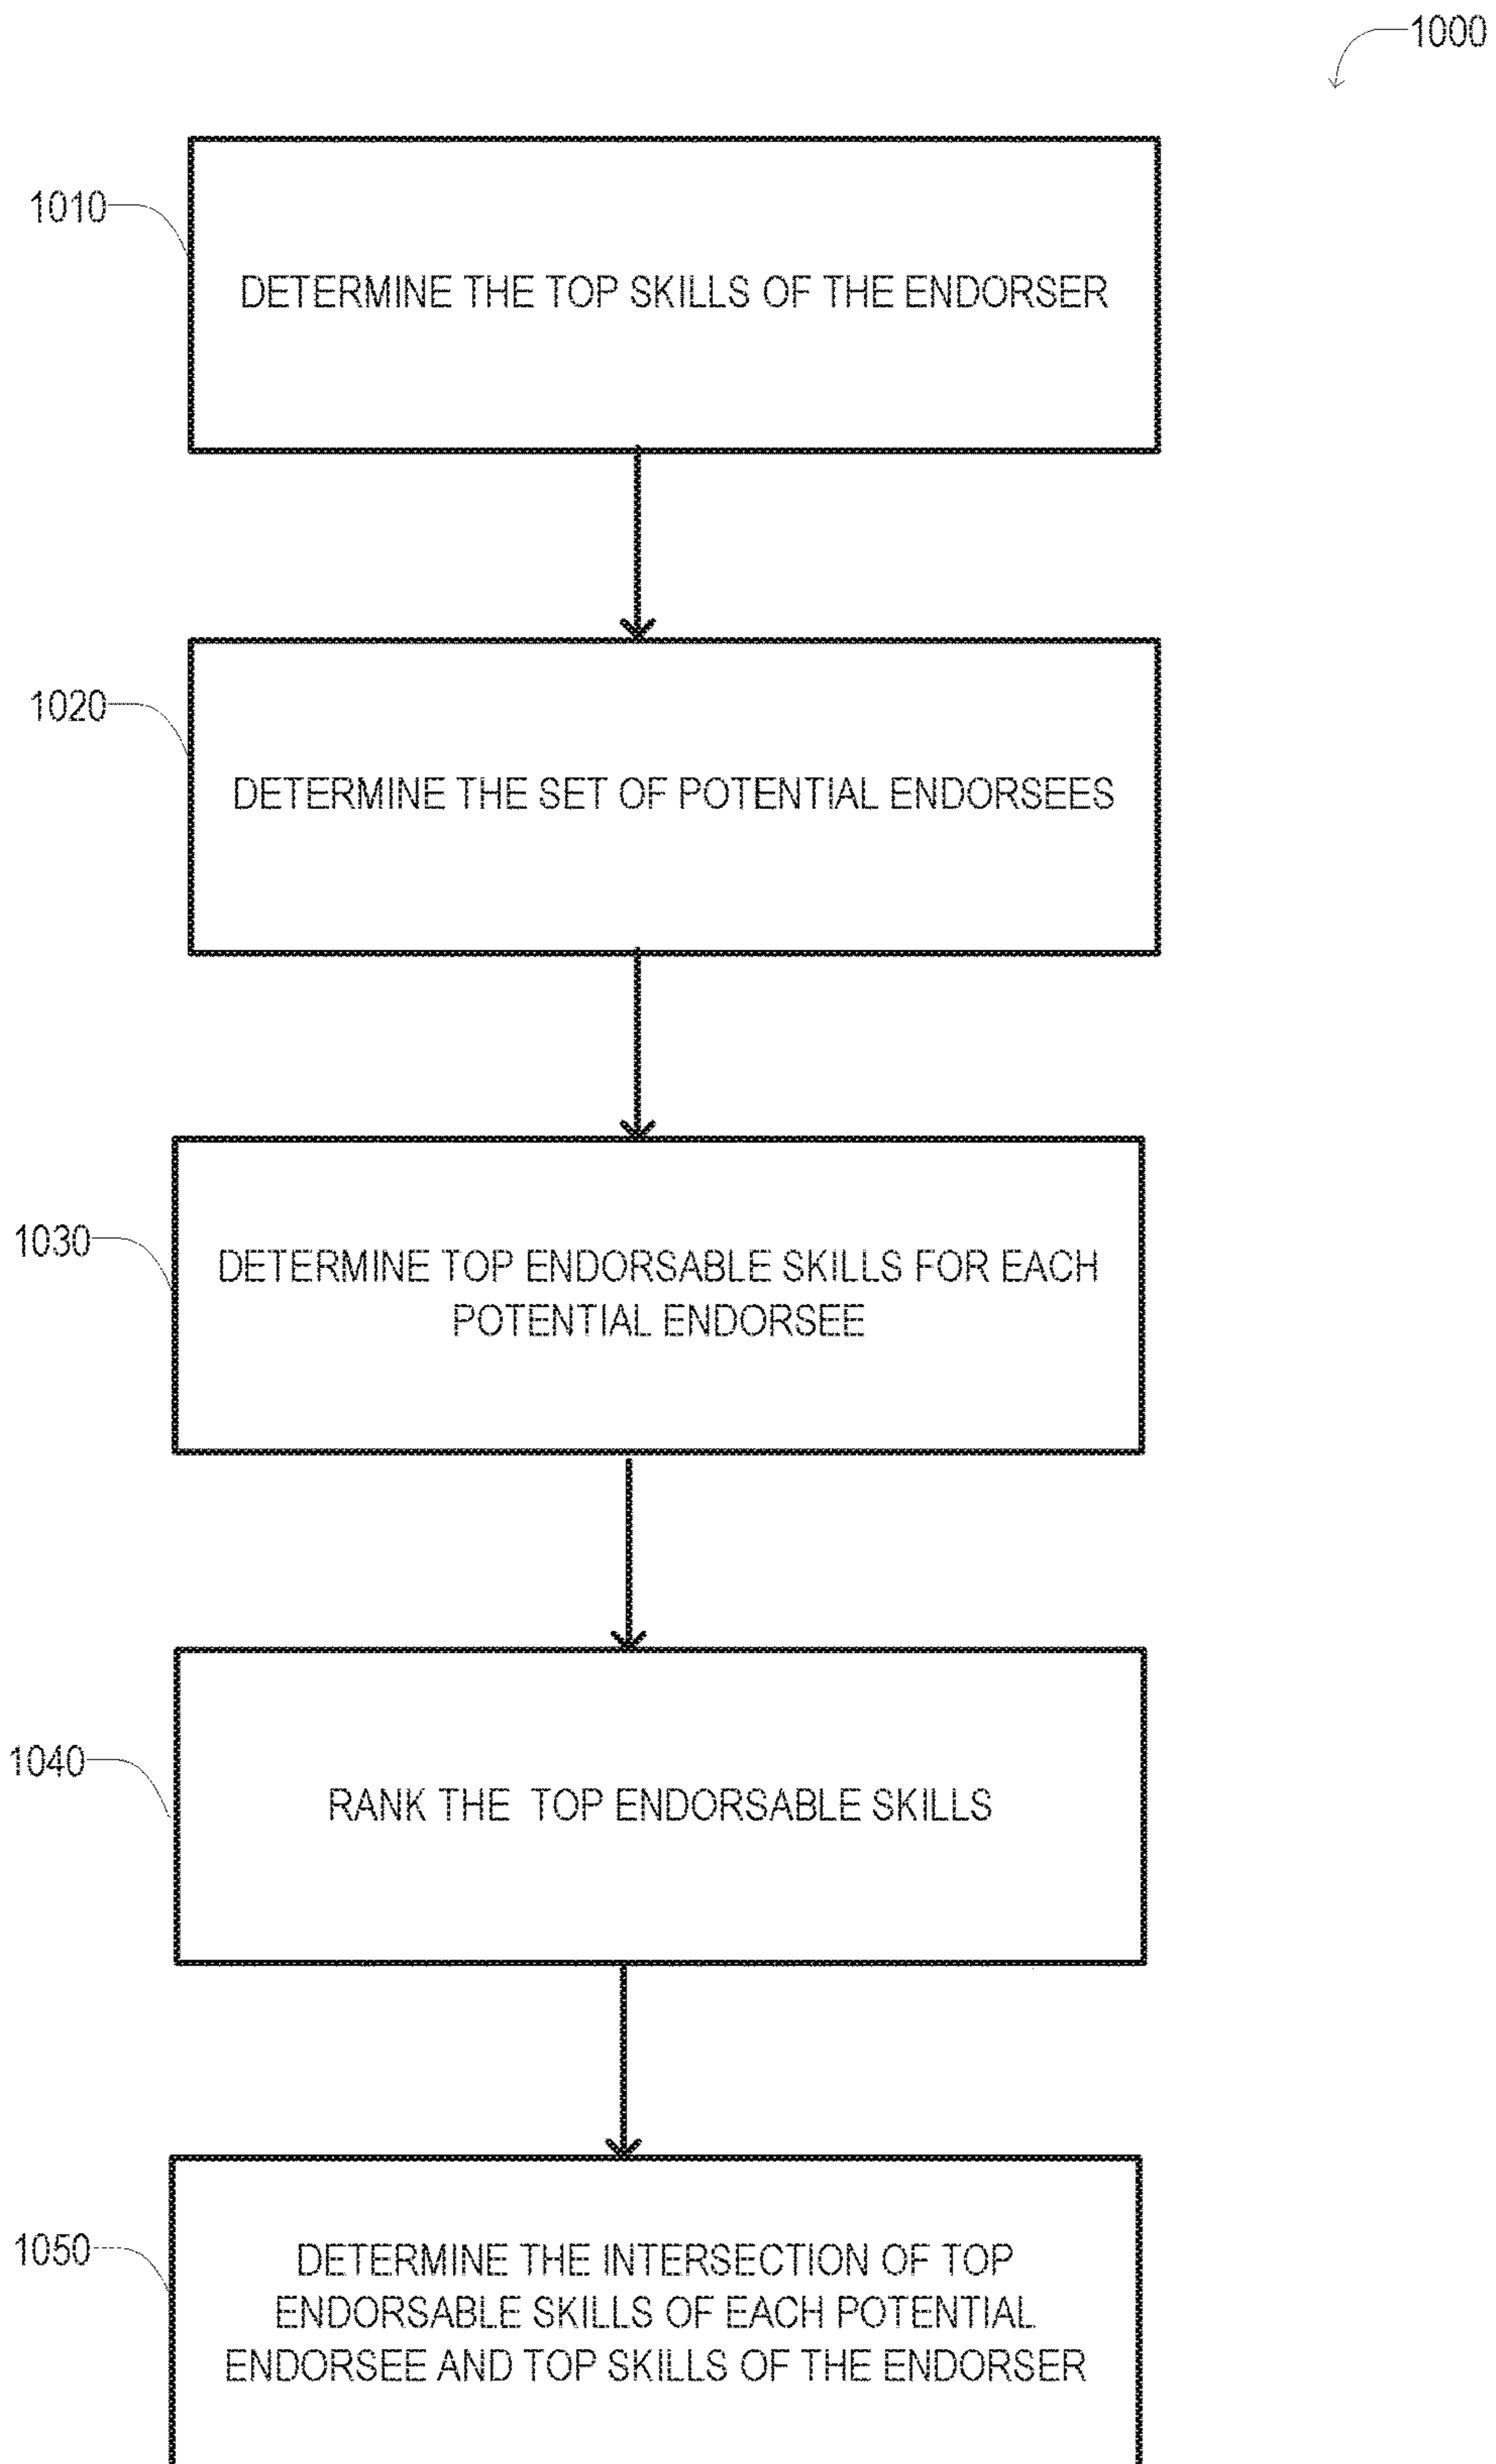 1000
1010
DETERMINE THE TOP SKILLS OF THE ENDORSER
1020
DETERMINE THE SET OF POTENTIAL ENDORSEES
1030
DETERMINE TOP ENDORSABLE SKILLS FOR EACH
POTENTIAL ENDORSEE
1040
RANK THE TOP ENDORSABLE SKILLS
1050
DETERMINE THE INTERSECTION OF TOP
ENDORSABLE SKILLS OF EACH POTENTIAL
ENDORSEE AND TOP SKILLS OF THE ENDORSER